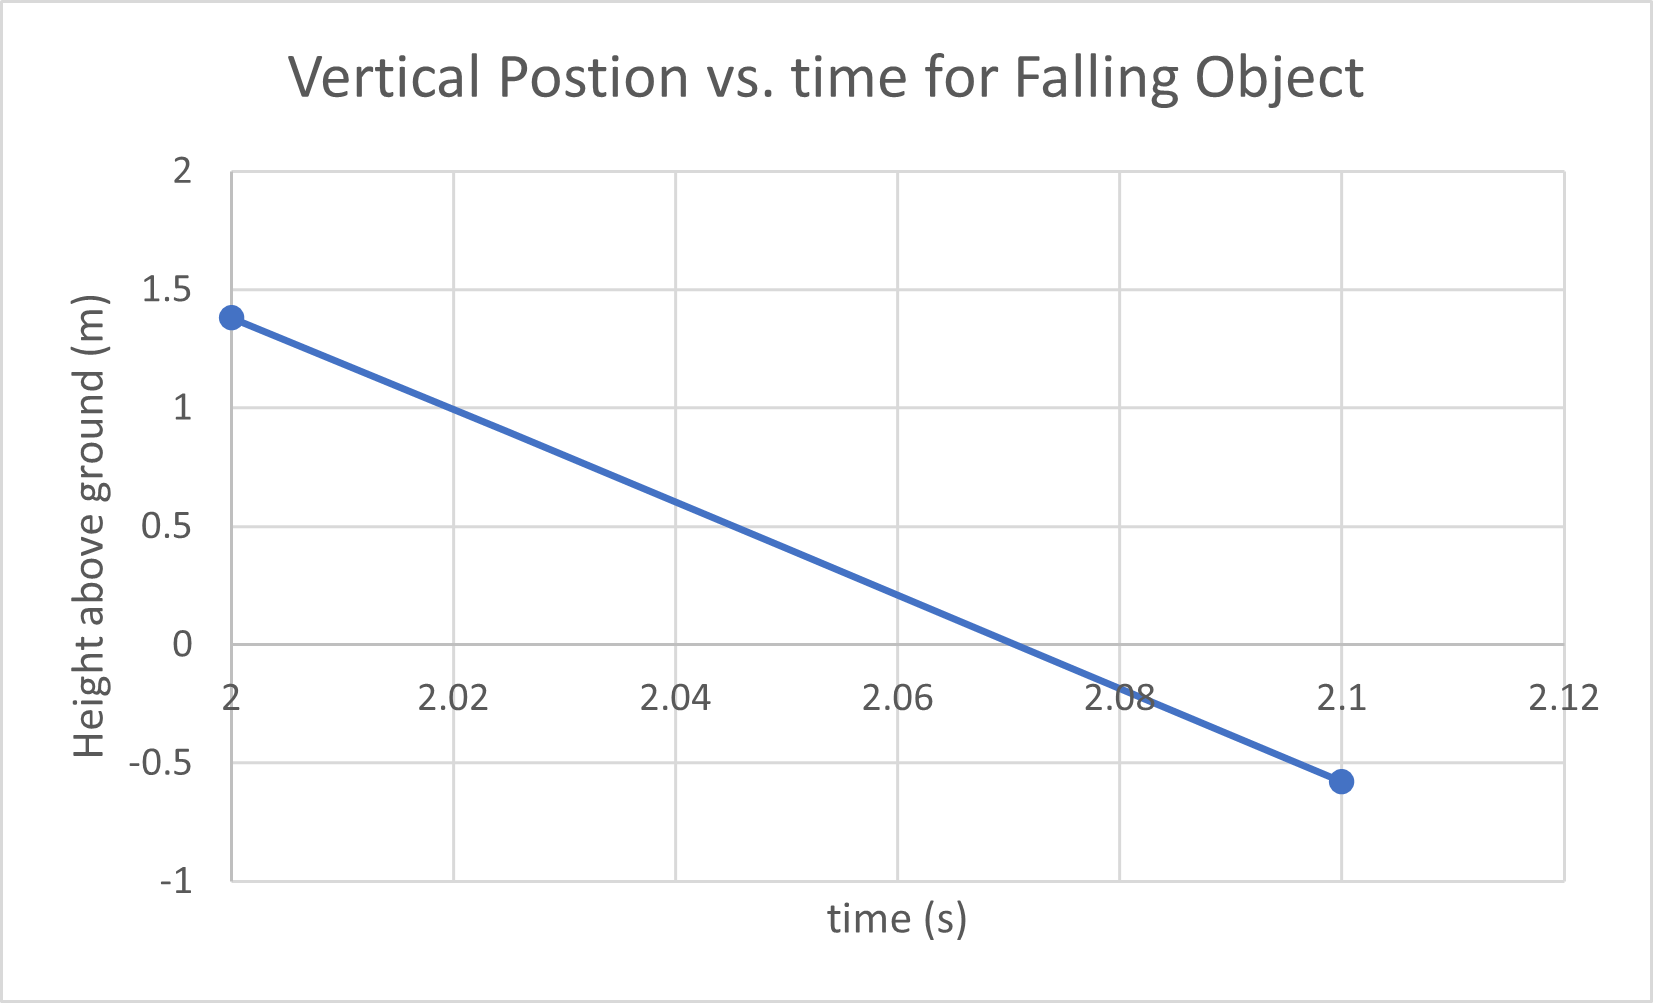 Vertical Postion vs. time for Falling Object
2
1.5
1
0.5
0
-0.5
-1
2 2.02 2.04 2.06 2.08 2.1 2.12
Height above ground (m)
time (s)